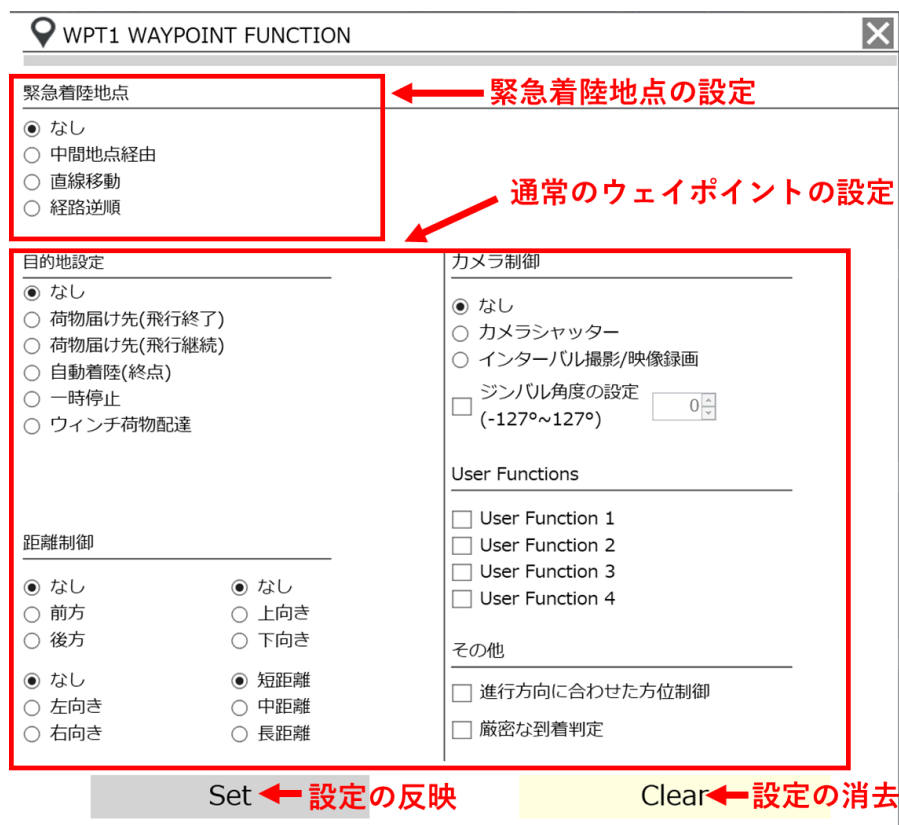 WPT1 WAYPOINT FUNCTION
緊急着陸地点
緊急着陸地点の設定
なし
中間地点経由
直線移動
経路逆順
通常のウェイポイントの設定
目的地設定
なし
荷物届け先(飛行終了)
荷物届け先(飛行継続)
自動着陸(終点)
一時停止
ウィンチ荷物配達
距離制御
なし
前方
後方
なし
上向き
下向き
なし
左向き
右向き
短距離
中距離
長距離
カメラ制御
なし
カメラシャッター
インターバル撮影/映像録画
ジンバル角度の設定
(-127°~127°)
0
User Functions
User Function 1
User Function 2
User Function 3
User Function 4
その他
進行方向に合わせた方位制御
厳密な到着判定
Set
設定の反映
Clear
設定の消去